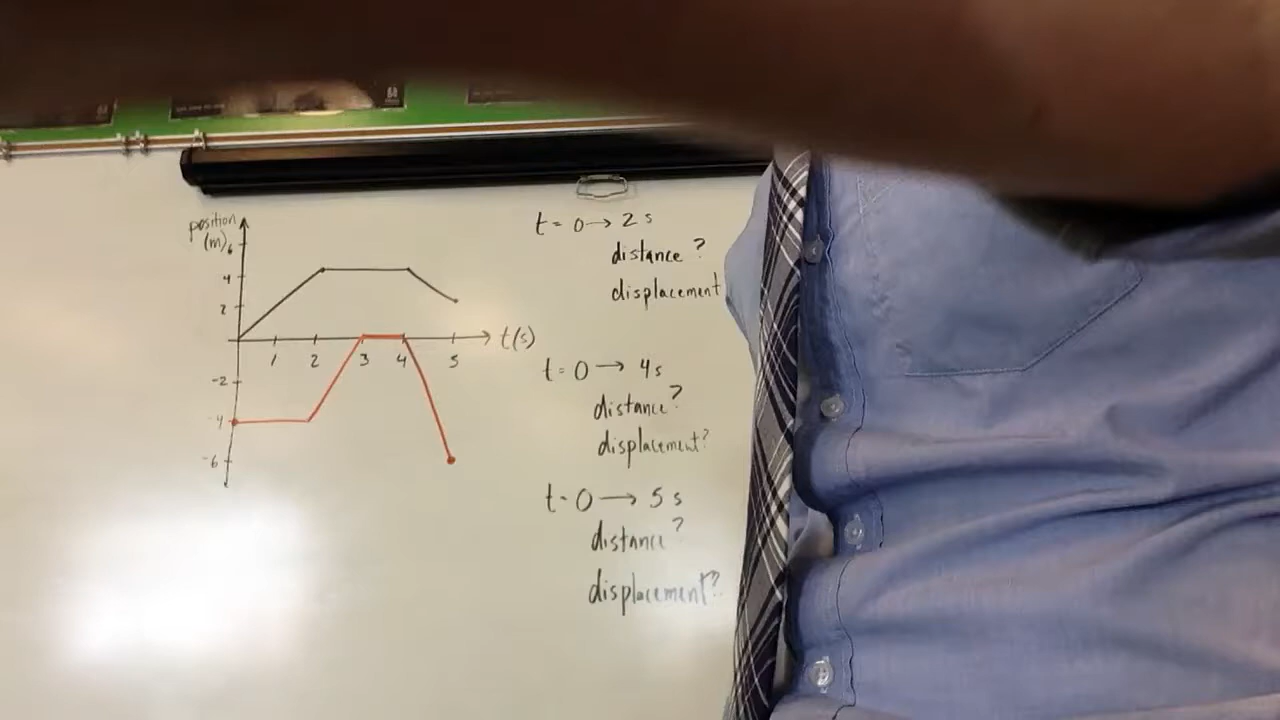 position
(m)
6
4
2
-2
-4
-6
1 2 3 4 5
t(s)
t = 0 → 2 s
distance ?
displacement
t = 0 → 4s
distance?
displacement?
t - 0 → 5 s
distance?
displacement?